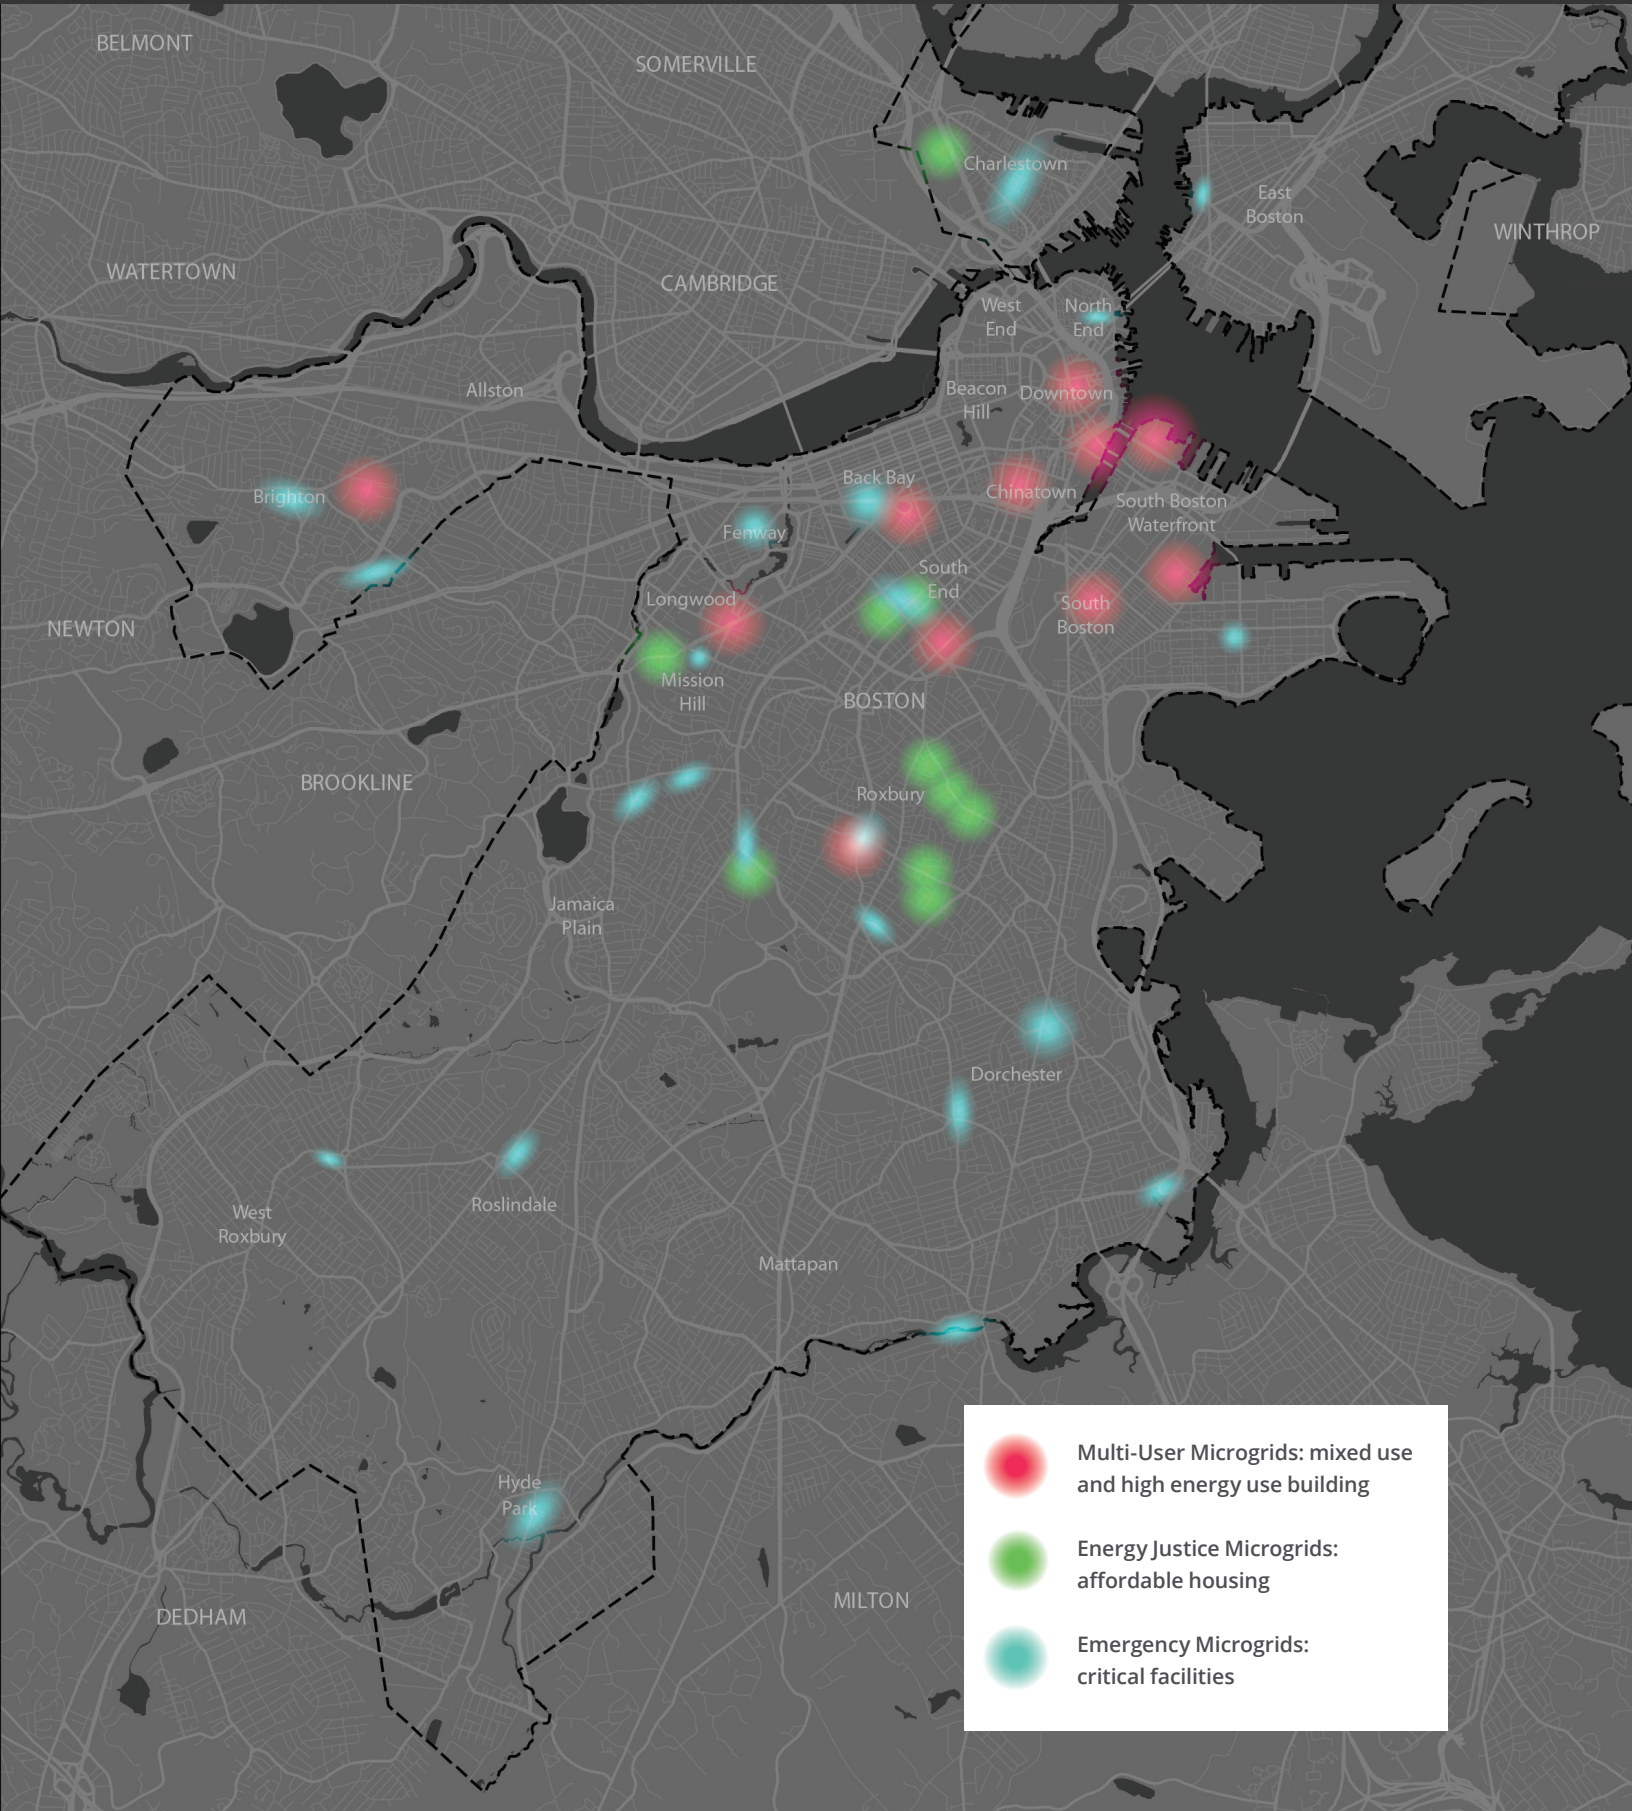 BELMONT
SOMERVILLE
Charlestown
East
Boston
WINTHROP
WATERTOWN
CAMBRIDGE
West
End
North
End
Allston
Beacon
Hill
Downtown
Back Bay
Brighton
Chinatown
South Boston
Waterfront
Fenway
South
End
Longwood
South
Boston
NEWTON
Mission
Hill
BOSTON
BROOKLINE
Roxbury
Jamaica
Plain
Dorchester
Roslindale
West
Roxbury
Mattapan
Hyde
Park
MILTON
DEDHAM
Multi-User Microgrids: mixed use
and high energy use building
Energy Justice Microgrids:
affordable housing
Emergency Microgrids:
critical facilities